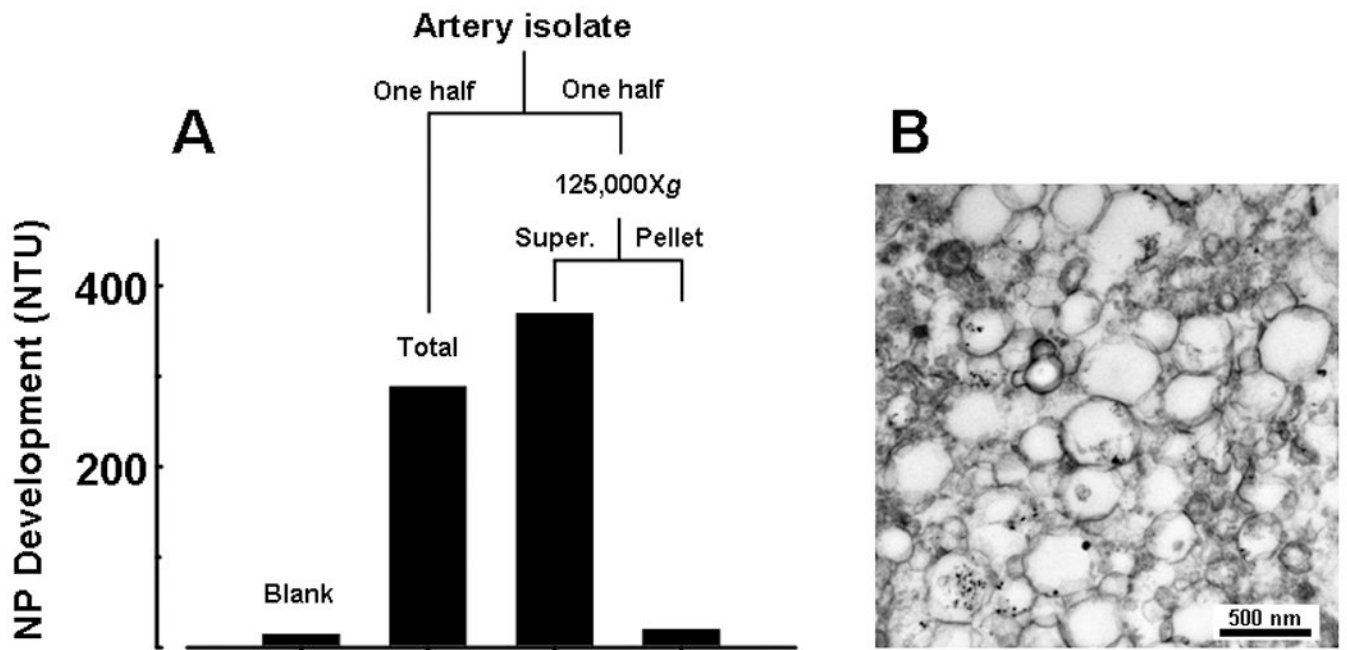 Artery isolate
One half
One half
A
B
125,000Xg
Super.
Pellet
NP Development (NTU)
400
200
Total
Blank
500 nm